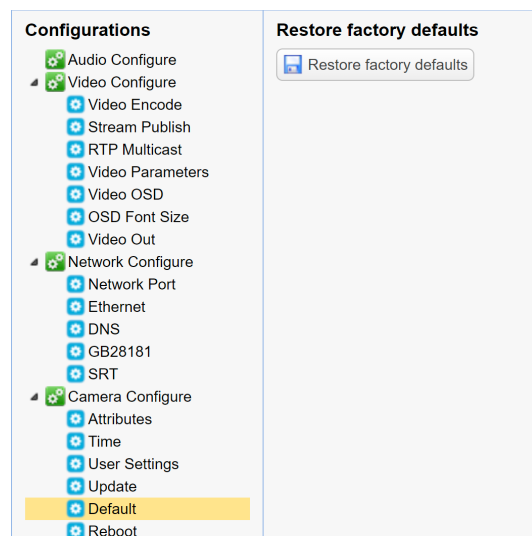 Configurations
Audio Configure
Video Configure
Video Encode
Stream Publish
RTP Multicast
Video Parameters
Video OSD
OSD Font Size
Video Out
Network Configure
Network Port
Ethernet
DNS
GB28181
SRT
Camera Configure
Attributes
Time
User Settings
Update
Default
Reboot
Restore factory defaults
Restore factory defaults